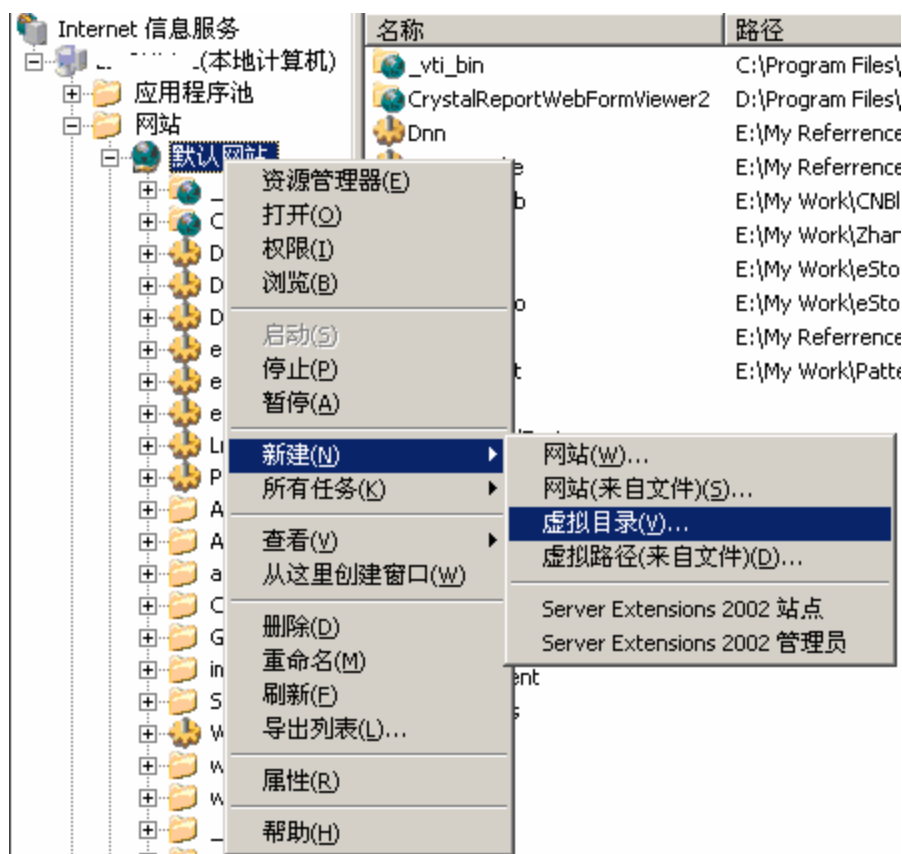 Internet 信息服务
(本地计算机)
应用程序池
网站
默认网站
_
C
D
D
D
e
e
e
P
A
A
a
C
G
in
S
W
w
w
_
名称 路径
_vti_bin C:\Program Files\
CrystalReportWebFormViewer2 D:\Program Files\
Dnn E:\My Referrence
e E:\My Referrence
b E:\My Work\CNBl
E:\My Work\Zhan
E:\My Work\eSto
o E:\My Work\eSto
E:\My Referrence
t E:\My Work\Patte
ent
s
资源管理器(E)
打开(O)
权限(I)
浏览(B)
启动(S)
停止(P)
暂停(A)
新建(N)
所有任务(K)
查看(V)
从这里创建窗口(W)
删除(D)
重命名(M)
刷新(F)
导出列表(L)...
属性(R)
帮助(H)
网站(W)...
网站(来自文件)(S)...
虚拟目录(V)...
虚拟路径(来自文件)(D)...
Server Extensions 2002 站点
Server Extensions 2002 管理员